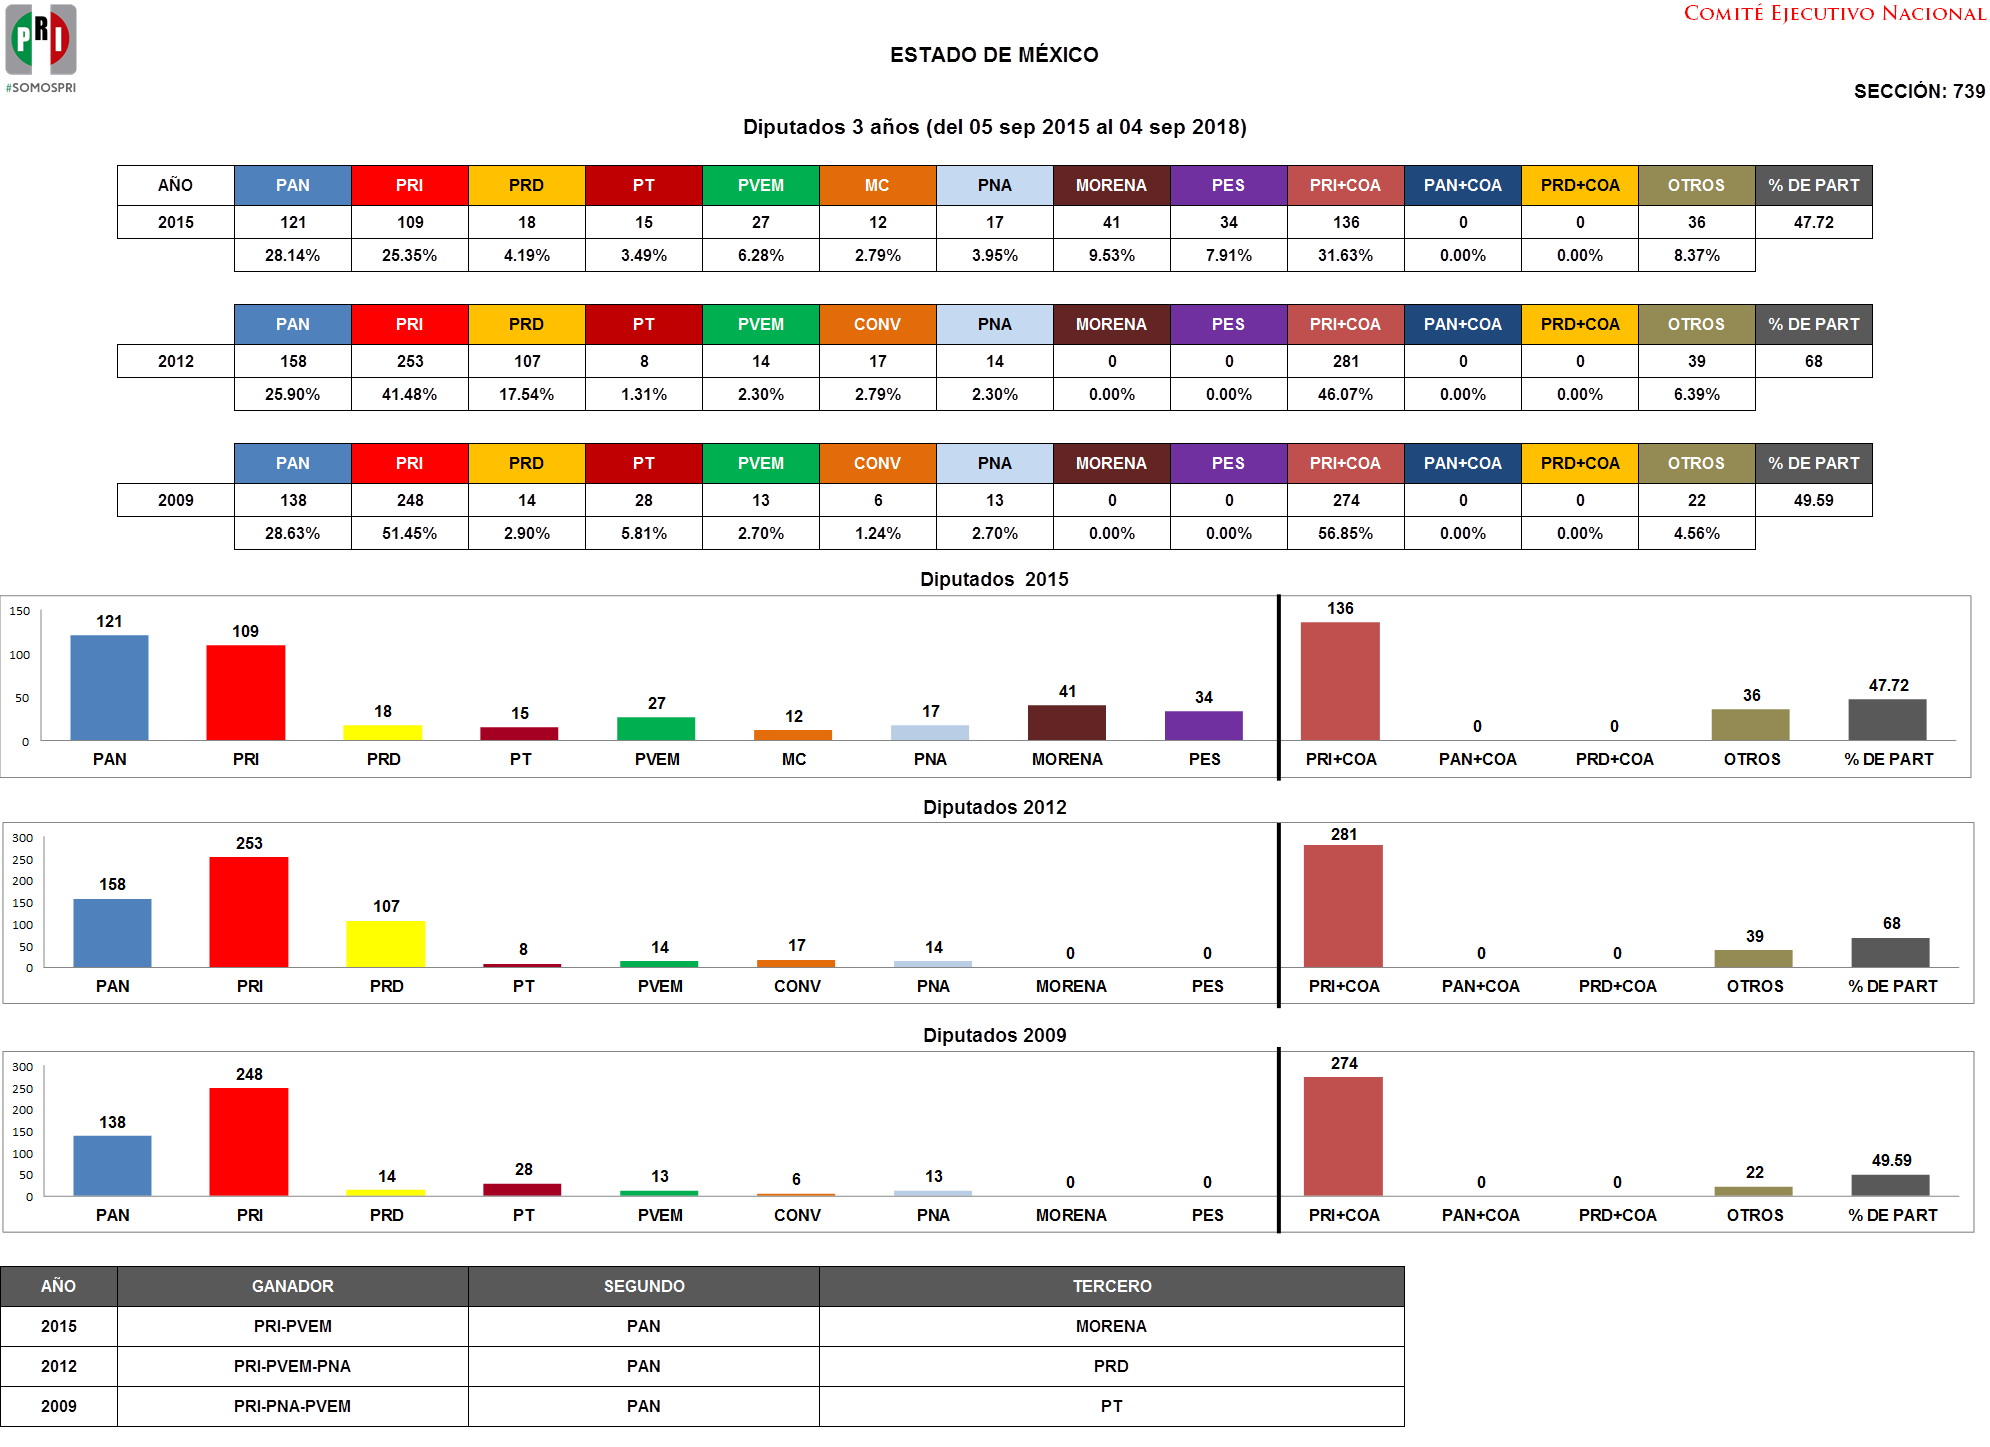 PRI
#SOMOSPRI
COMITÉ EJECUTIVO NACIONAL
ESTADO DE MÉXICO
SECCIÓN: 739
Diputados 3 años (del 05 sep 2015 al 04 sep 2018)
AÑO PAN PRI PRD PT PVEM MC PNA MORENA PES PRI+COA PAN+COA PRD+COA OTROS % DE PART
2015 121 109 18 15 27 12 17 41 34 136 0 0 36 47.72
28.14% 25.35% 4.19% 3.49% 6.28% 2.79% 3.95% 9.53% 7.91% 31.63% 0.00% 0.00% 8.37%
PAN PRI PRD PT PVEM CONV PNA MORENA PES PRI+COA PAN+COA PRD+COA OTROS % DE PART
2012 158 253 107 8 14 17 14 0 0 281 0 0 39 68
25.90% 41.48% 17.54% 1.31% 2.30% 2.79% 2.30% 0.00% 0.00% 46.07% 0.00% 0.00% 6.39%
PAN PRI PRD PT PVEM CONV PNA MORENA PES PRI+COA PAN+COA PRD+COA OTROS % DE PART
2009 138 248 14 28 13 6 13 0 0 274 0 0 22 49.59
28.63% 51.45% 2.90% 5.81% 2.70% 1.24% 2.70% 0.00% 0.00% 56.85% 0.00% 0.00% 4.56%
Diputados 2015
150
100
50
0
121 109 18 15 27 12 17 41 34 136 0 0 36 47.72
PAN PRI PRD PT PVEM MC PNA MORENA PES PRI+COA PAN+COA PRD+COA OTROS % DE PART
Diputados 2012
300
250
200
150
100
50
0
158 253 107 8 14 17 14 0 0 281 0 0 39 68
PAN PRI PRD PT PVEM CONV PNA MORENA PES PRI+COA PAN+COA PRD+COA OTROS % DE PART
Diputados 2009
300
250
200
150
100
50
0
138 248 14 28 13 6 13 0 0 274 0 0 22 49.59
PAN PRI PRD PT PVEM CONV PNA MORENA PES PRI+COA PAN+COA PRD+COA OTROS % DE PART
AÑO GANADOR SEGUNDO TERCERO
2015 PRI-PVEM PAN MORENA
2012 PRI-PVEM-PNA PAN PRD
2009 PRI-PNA-PVEM PAN PT